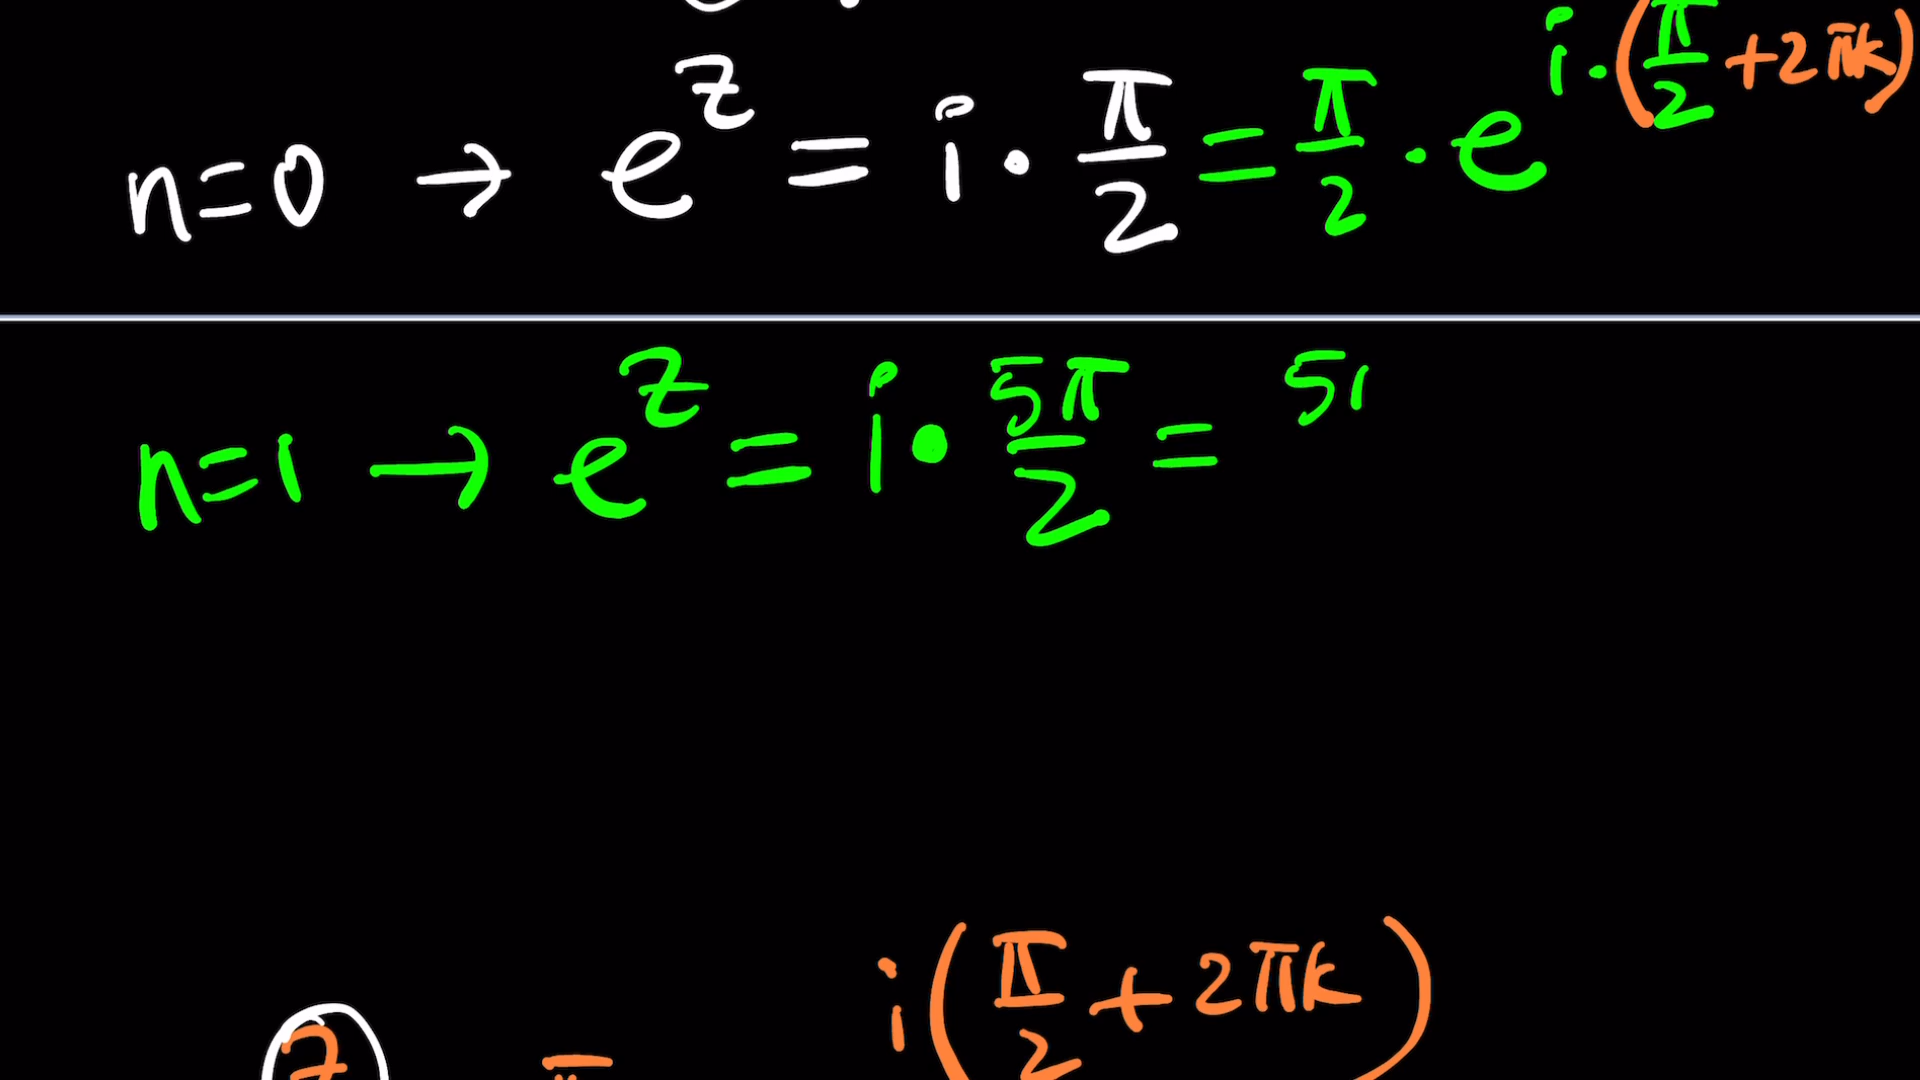 n=0 → e^z = i · π/2 = π/2 · e^{i·(π/2 +2πk)}
n=1 → e^z = i · 5π/2 = 5
i(π/2 + 2πk)
z